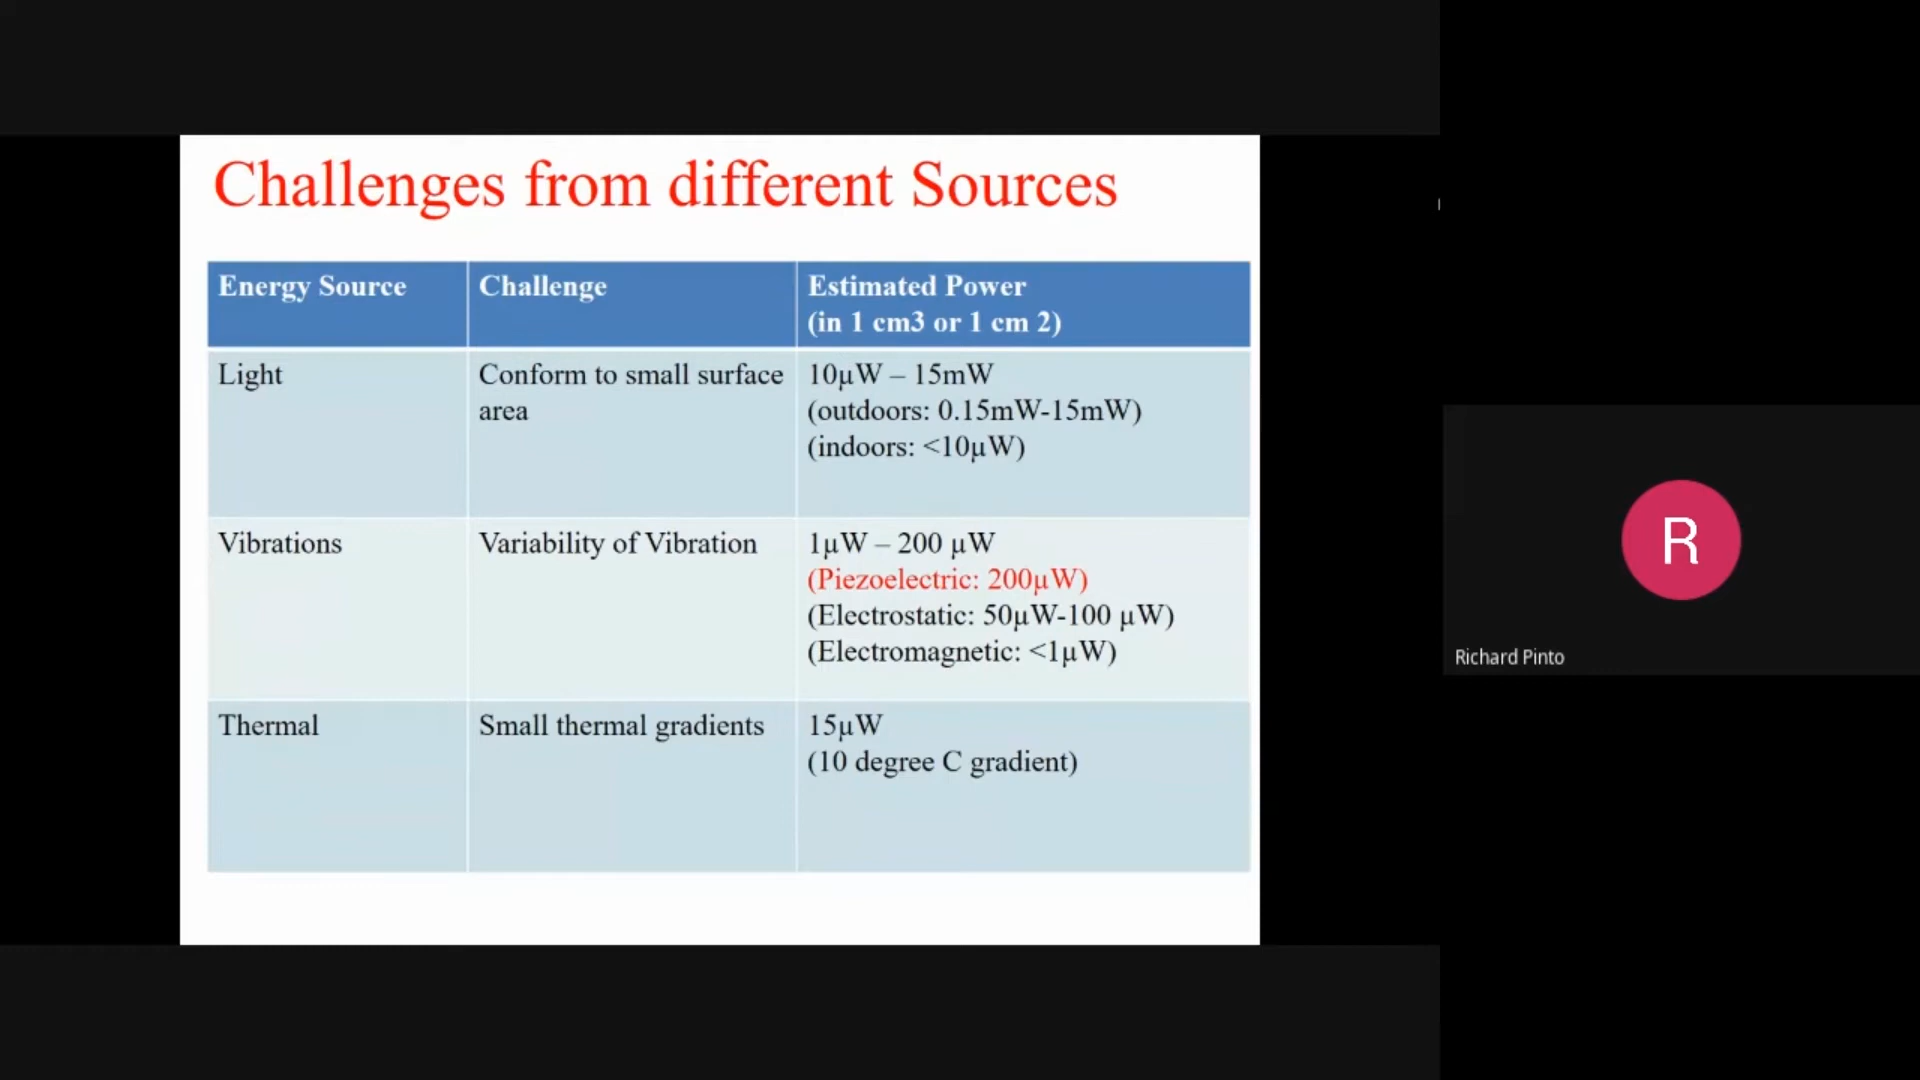 Challenges from different Sources
Energy Source
Challenge
Estimated Power
(in 1 cm3 or 1 cm 2)
Light
Conform to small surface
area
10µW – 15mW
(outdoors: 0.15mW-15mW)
(indoors: <10µW)
Vibrations
Variability of Vibration
1µW – 200 µW
(Piezoelectric: 200µW)
(Electrostatic: 50µW-100 µW)
(Electromagnetic: <1µW)
Thermal
Small thermal gradients
15µW
(10 degree C gradient)
R
Richard Pinto